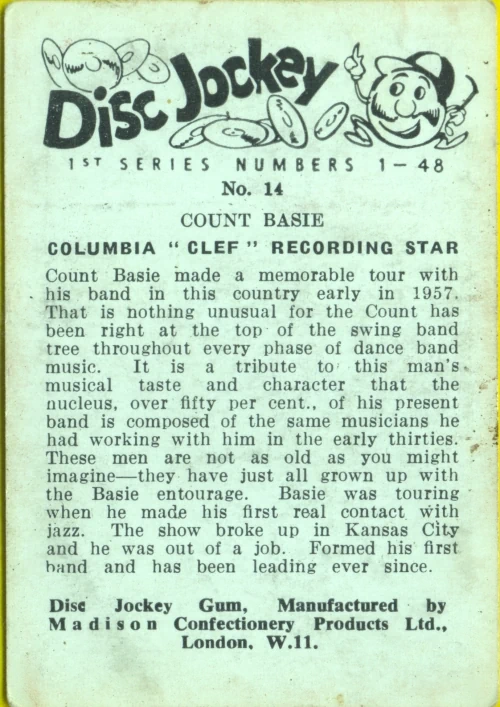 Disc Jockey
1ST SERIES NUMBERS 1 – 48
No. 14
COUNT BASIE
COLUMBIA " CLEF " RECORDING STAR
Count Basie made a memorable tour with
his band in this country early in 1957.
That is nothing unusual for the Count has
been right at the top of the swing band
tree throughout every phase of dance band
music. It is a tribute to this man's
musical taste and character that the
nucleus, over fifty per cent., of his present
band is composed of the same musicians he
had working with him in the early thirties.
These men are not as old as you might
imagine—they have just all grown up with
the Basie entourage. Basie was touring
when he made his first real contact with
jazz. The show broke up in Kansas City
and he was out of a job. Formed his first
band and has been leading ever since.
Disc Jockey Gum, Manufactured by
Madison Confectionery Products Ltd.,
London, W.11.